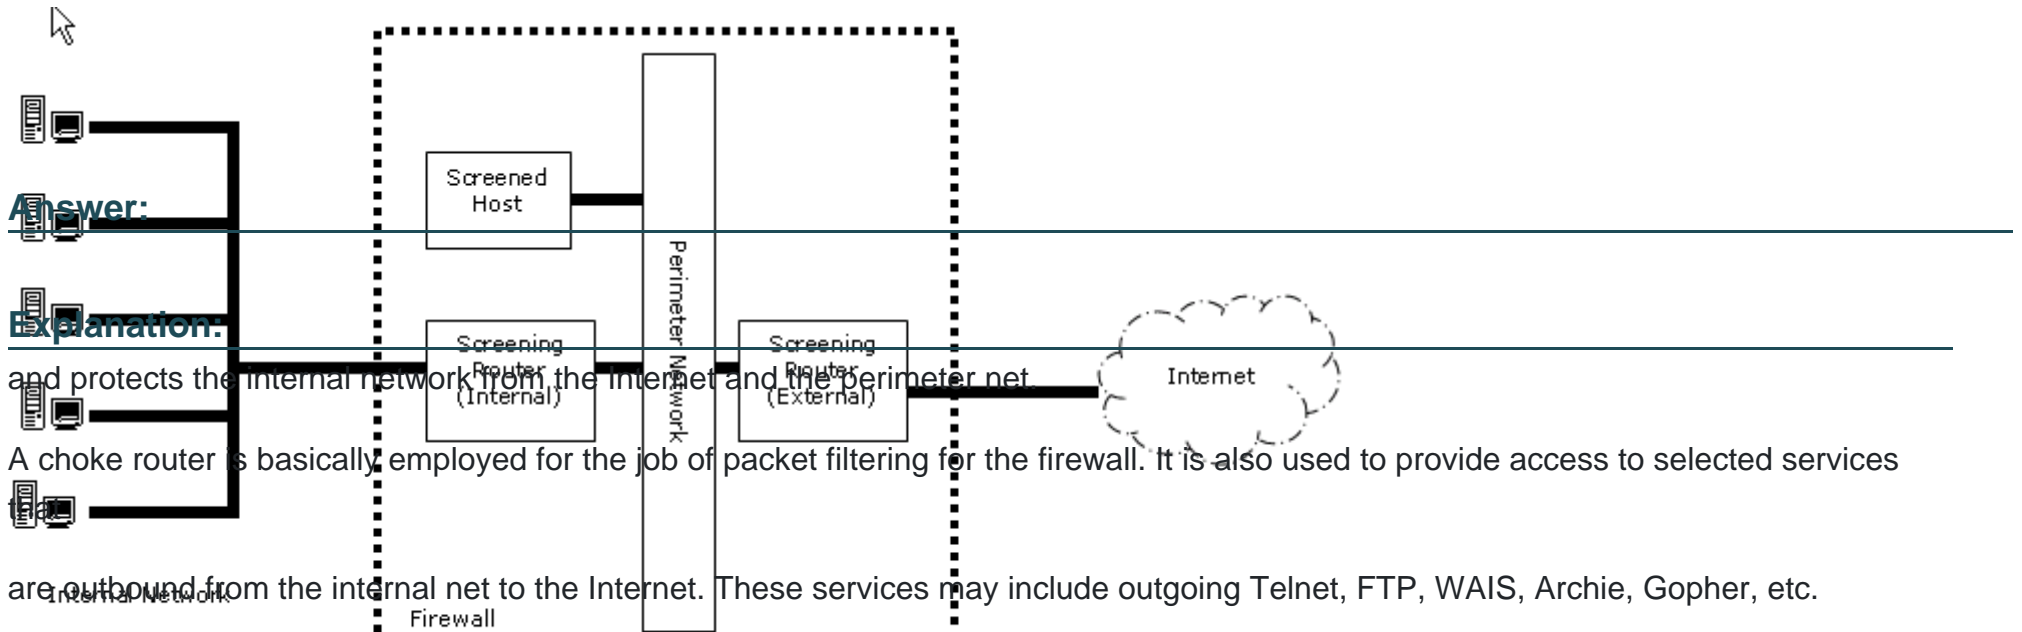 Screened
Host
Answer:
Perimeter Network
Explanation:
Screening
Router
(Internal)
Screening
Router
(External)
Internet
and protects the internal network from the Internet and the perimeter net.
A choke router is basically employed for the job of packet filtering for the firewall. It is also used to provide access to selected services
that
are outbound from the internal net to the Internet. These services may include outgoing Telnet, FTP, WAIS, Archie, Gopher, etc.
Internal Network
Firewall